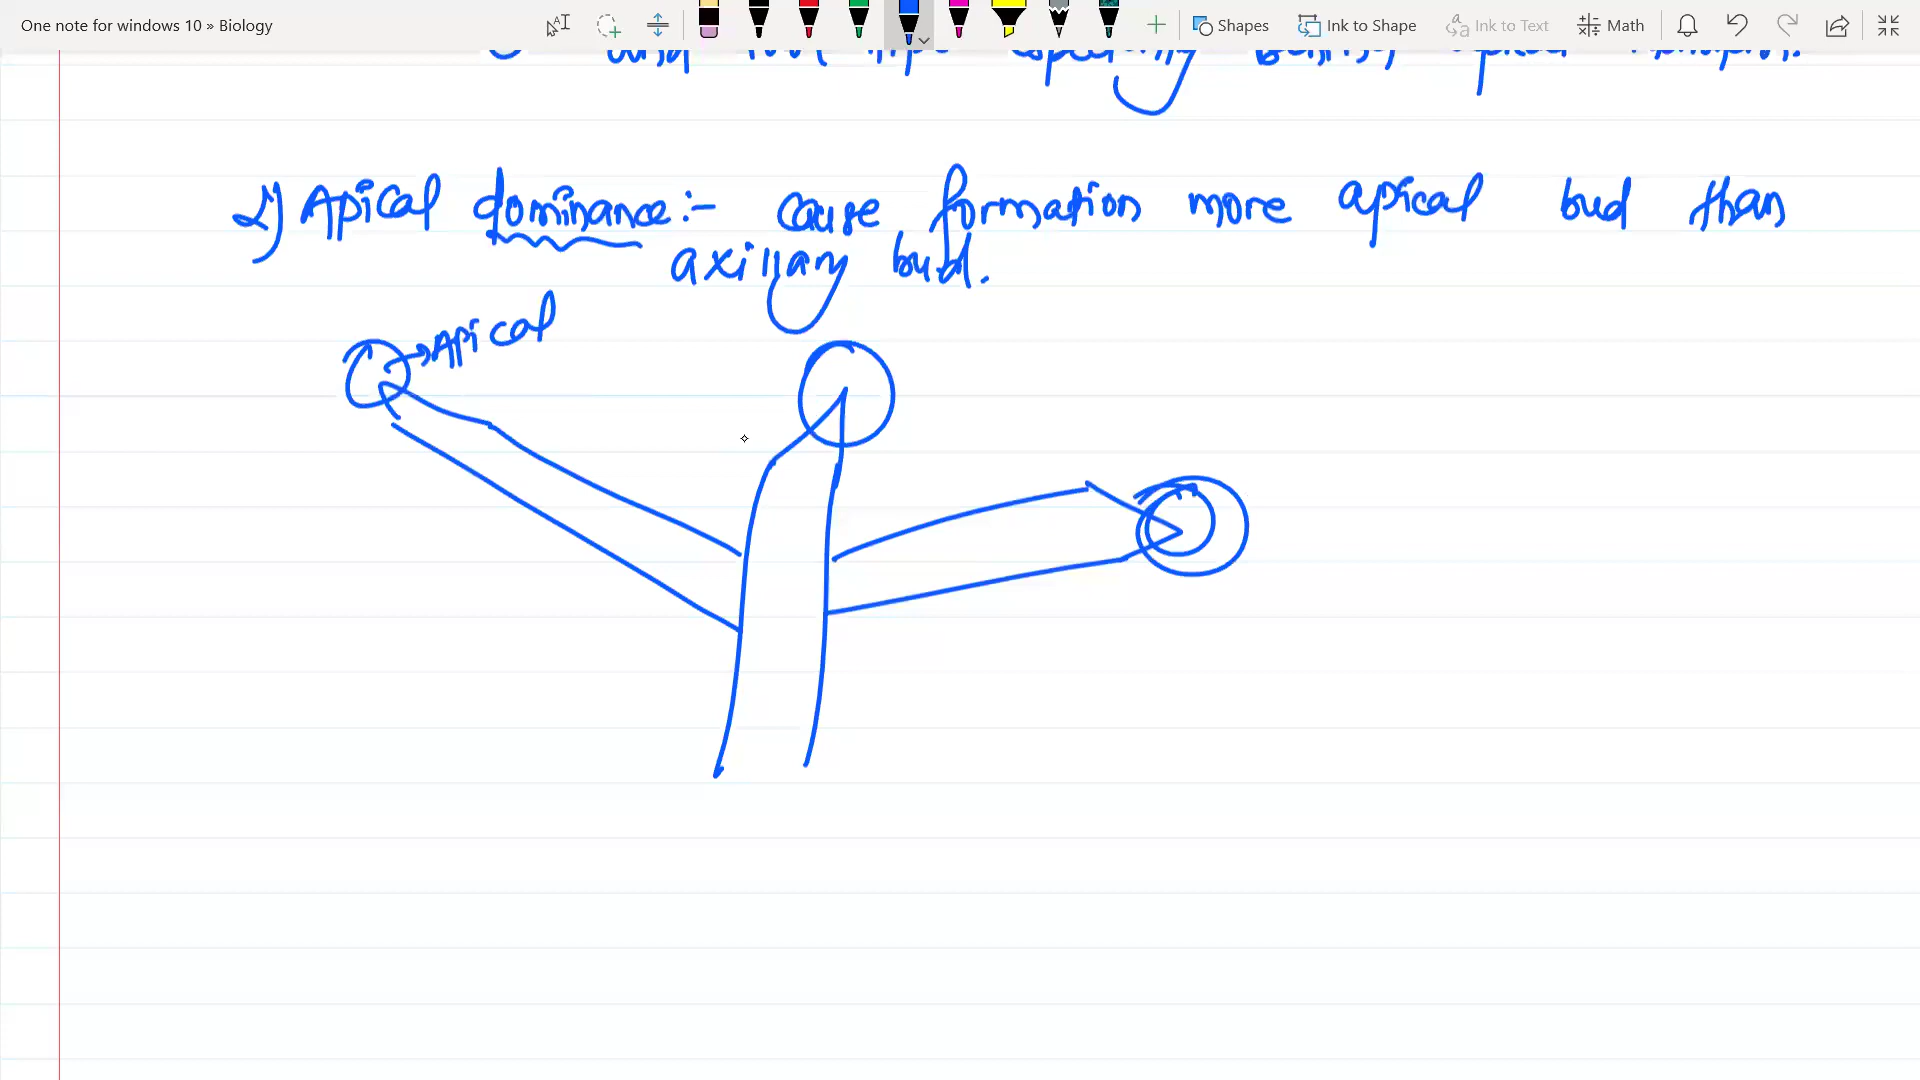 One note for windows 10 » Biology
Shapes Ink to Shape Ink to Text Math
2) Apical dominance:- cause formation more apical bud than
axillary bud.
→Apical